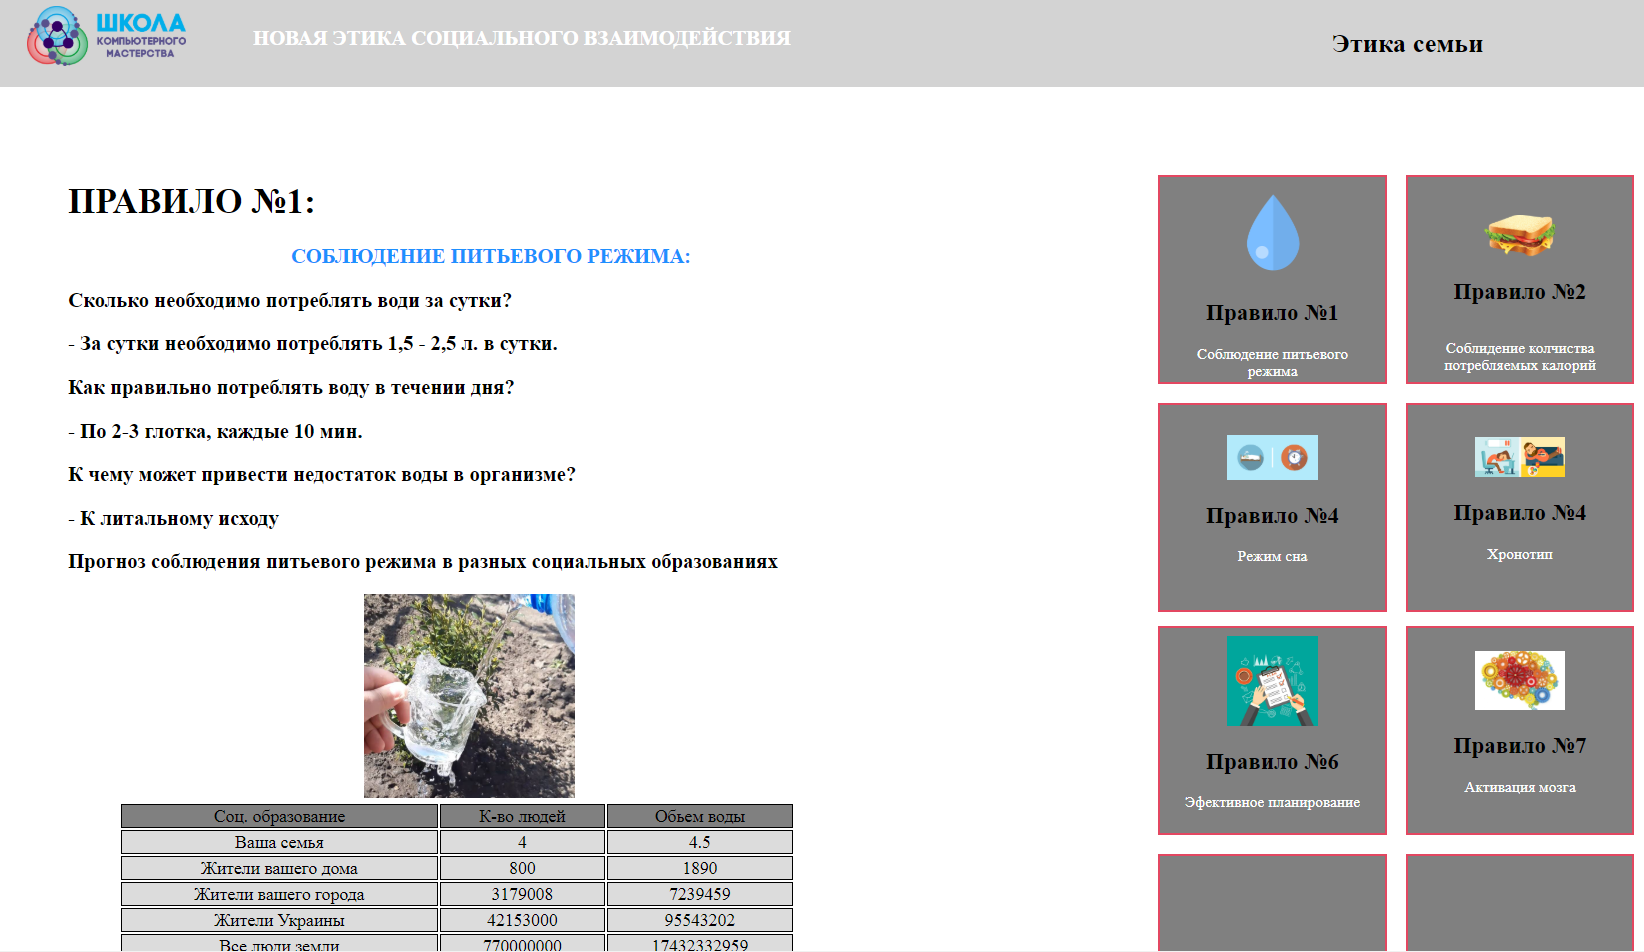 ШКОЛА
КОМПЬЮТЕРНОГО
МАСТЕРСТВА
НОВАЯ ЭТИКА СОЦИАЛЬНОГО ВЗАИМОДЕЙСТВИЯ
Этика семьи
ПРАВИЛО №1:
СОБЛЮДЕНИЕ ПИТЬЕВОГО РЕЖИМА:
Сколько необходимо потреблять води за сутки?
- За сутки необходимо потреблять 1,5 - 2,5 л. в сутки.
Как правильно потреблять воду в течении дня?
- По 2-3 глотка, каждые 10 мин.
К чему может привести недостаток воды в организме?
- К литальному исходу
Прогноз соблюдения питьевого режима в разных социальных образованиях
Соц. образование К-во людей Обьем воды
Ваша семья 4 4.5
Жители вашего дома 800 1890
Жители вашего города 3179008 7239459
Жители Украины 42153000 95543202
Все люди земли 770000000 17432332959
Правило №1
Соблюдение питьевого
режима
Правило №2
Соблидение колчиства
потребляемых калорий
Правило №4
Режим сна
Правило №4
Хронотип
Правило №6
Эфективное планирование
Правило №7
Активация мозга